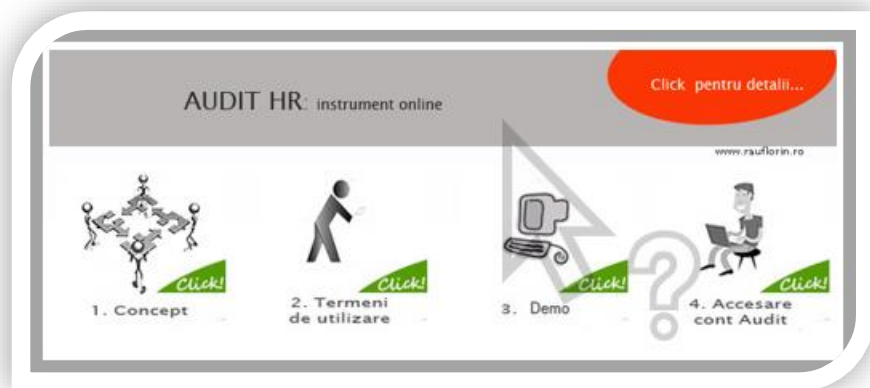 AUDIT HR: instrument online
Click pentru detalii...
www.rauflorin.ro
Click!
Click!
Click!
Click!
1. Concept
2. Termeni
de utilizare
3. Demo
4. Accesare
cont Audit
?